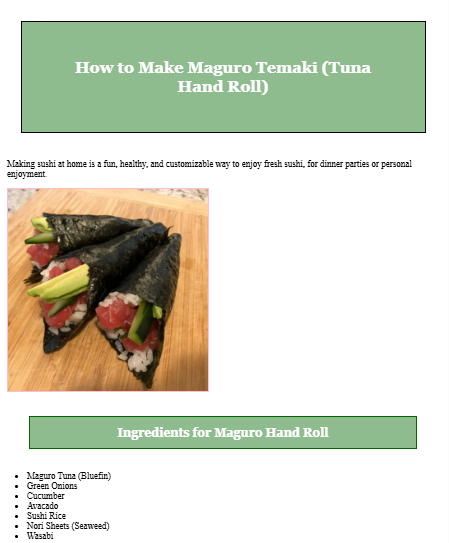 How to Make Maguro Temaki (Tuna
Hand Roll)
Making sushi at home is a fun, healthy, and customizable way to enjoy fresh sushi, for dinner parties or personal
enjoyment.
Ingredients for Maguro Hand Roll
Maguro Tuna (Bluefin)
Green Onions
Cucumber
Avacado
Sushi Rice
Nori Sheets (Seaweed)
Wasabi